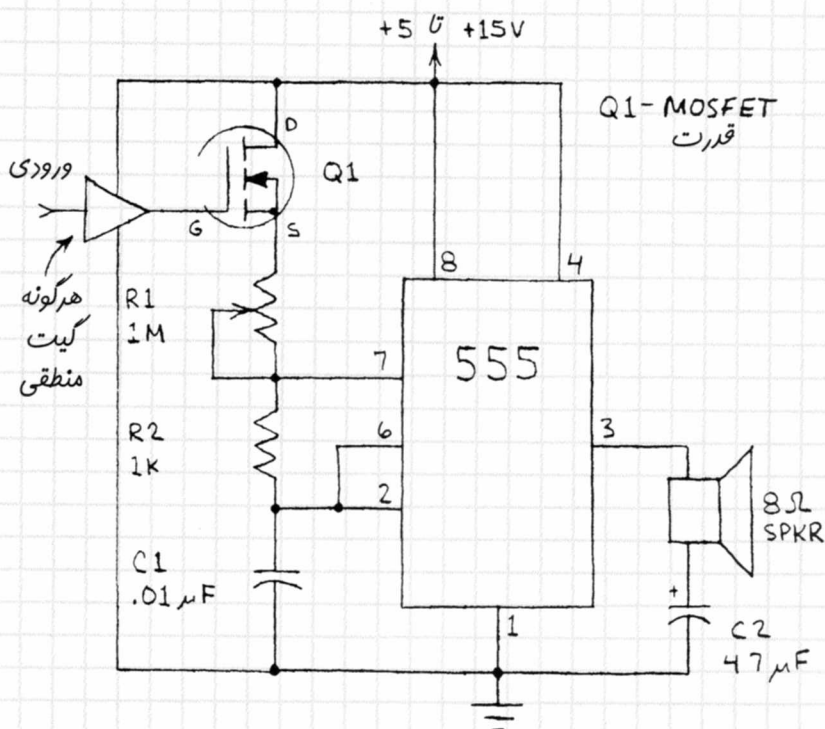 +5 تا +15V
Q1-MOSFET
قدرت
ورودی
D
Q1
G
S
هرگونه
گیت
منطقی
R1
1M
8
4
555
7
R2
1K
6
3
2
8Ω
SPKR
C1
.01μF
1
+
C2
47μF